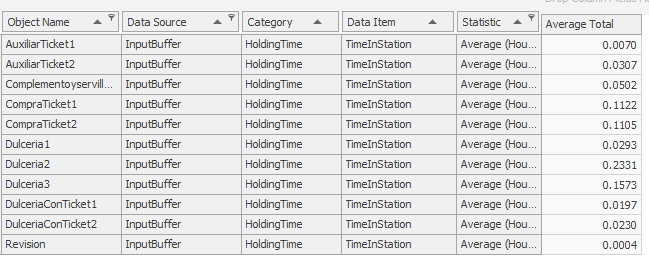 Drop Column Fields H
Object Name Data Source Category Data Item Statistic Average Total
AuxiliarTicket1 InputBuffer HoldingTime TimeInStation Average (Hou... 0.0070
AuxiliarTicket2 InputBuffer HoldingTime TimeInStation Average (Hou... 0.0307
Complementoyservill... InputBuffer HoldingTime TimeInStation Average (Hou... 0.0502
CompraTicket1 InputBuffer HoldingTime TimeInStation Average (Hou... 0.1122
CompraTicket2 InputBuffer HoldingTime TimeInStation Average (Hou... 0.1105
Dulceria1 InputBuffer HoldingTime TimeInStation Average (Hou... 0.0293
Dulceria2 InputBuffer HoldingTime TimeInStation Average (Hou... 0.2331
Dulceria3 InputBuffer HoldingTime TimeInStation Average (Hou... 0.1573
DulceriaConTicket1 InputBuffer HoldingTime TimeInStation Average (Hou... 0.0197
DulceriaConTicket2 InputBuffer HoldingTime TimeInStation Average (Hou... 0.0230
Revision InputBuffer HoldingTime TimeInStation Average (Hou... 0.0004